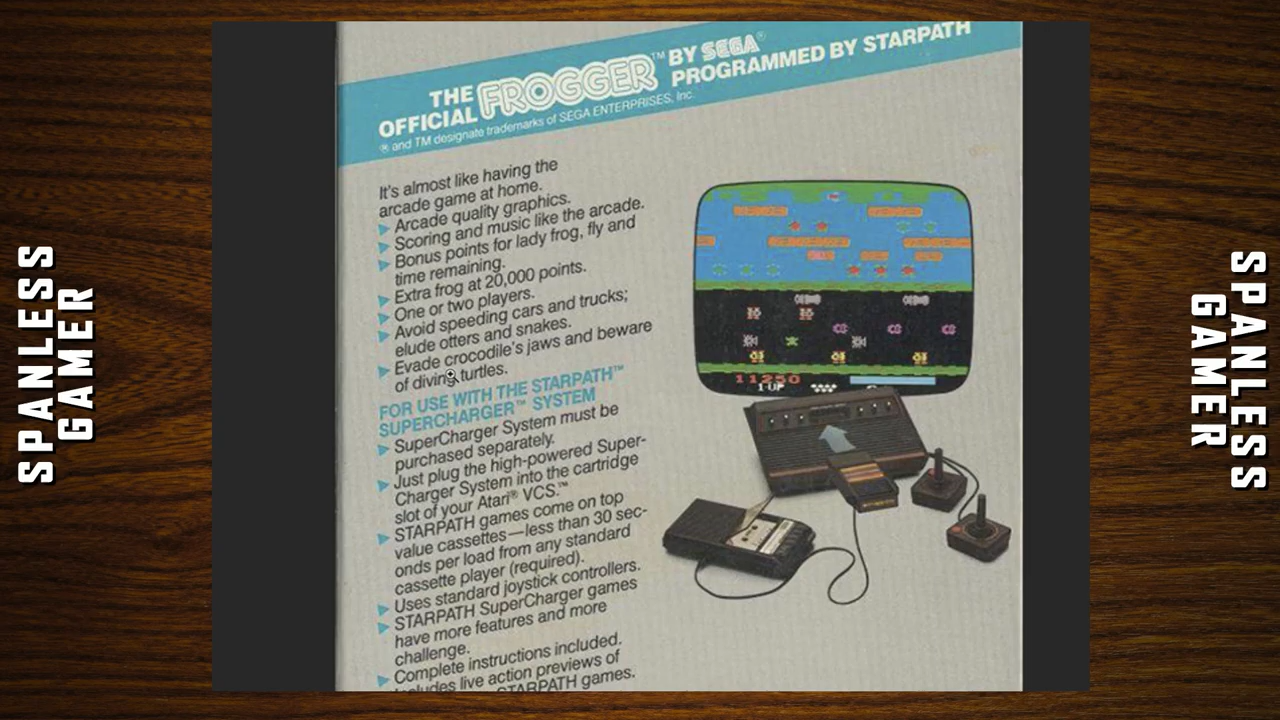 SPANLESS
GAMER
THE
OFFICIAL FROGGER™ BY SEGA®
PROGRAMMED BY STARPATH
® and TM designate trademarks of SEGA ENTERPRISES, Inc.
It's almost like having the
arcade game at home.
Arcade quality graphics.
Scoring and music like the arcade.
Bonus points for lady frog, fly and
time remaining.
Extra frog at 20,000 points.
One or two players.
Avoid speeding cars and trucks;
elude otters and snakes.
Evade crocodile's jaws and beware
of diving turtles.
FOR USE WITH THE STARPATH™
SUPERCHARGER™ SYSTEM
SuperCharger System must be
purchased separately.
Just plug the high-powered Super-
Charger System into the cartridge
slot of your Atari® VCS.™
STARPATH games come on top
value cassettes—less than 30 sec-
onds per load from any standard
cassette player (required).
Uses standard joystick controllers.
STARPATH SuperCharger games
have more features and more
challenge.
Complete instructions included.
Includes live action previews of
STARPATH games.
11250
1-UP
SPANLESS
GAMER